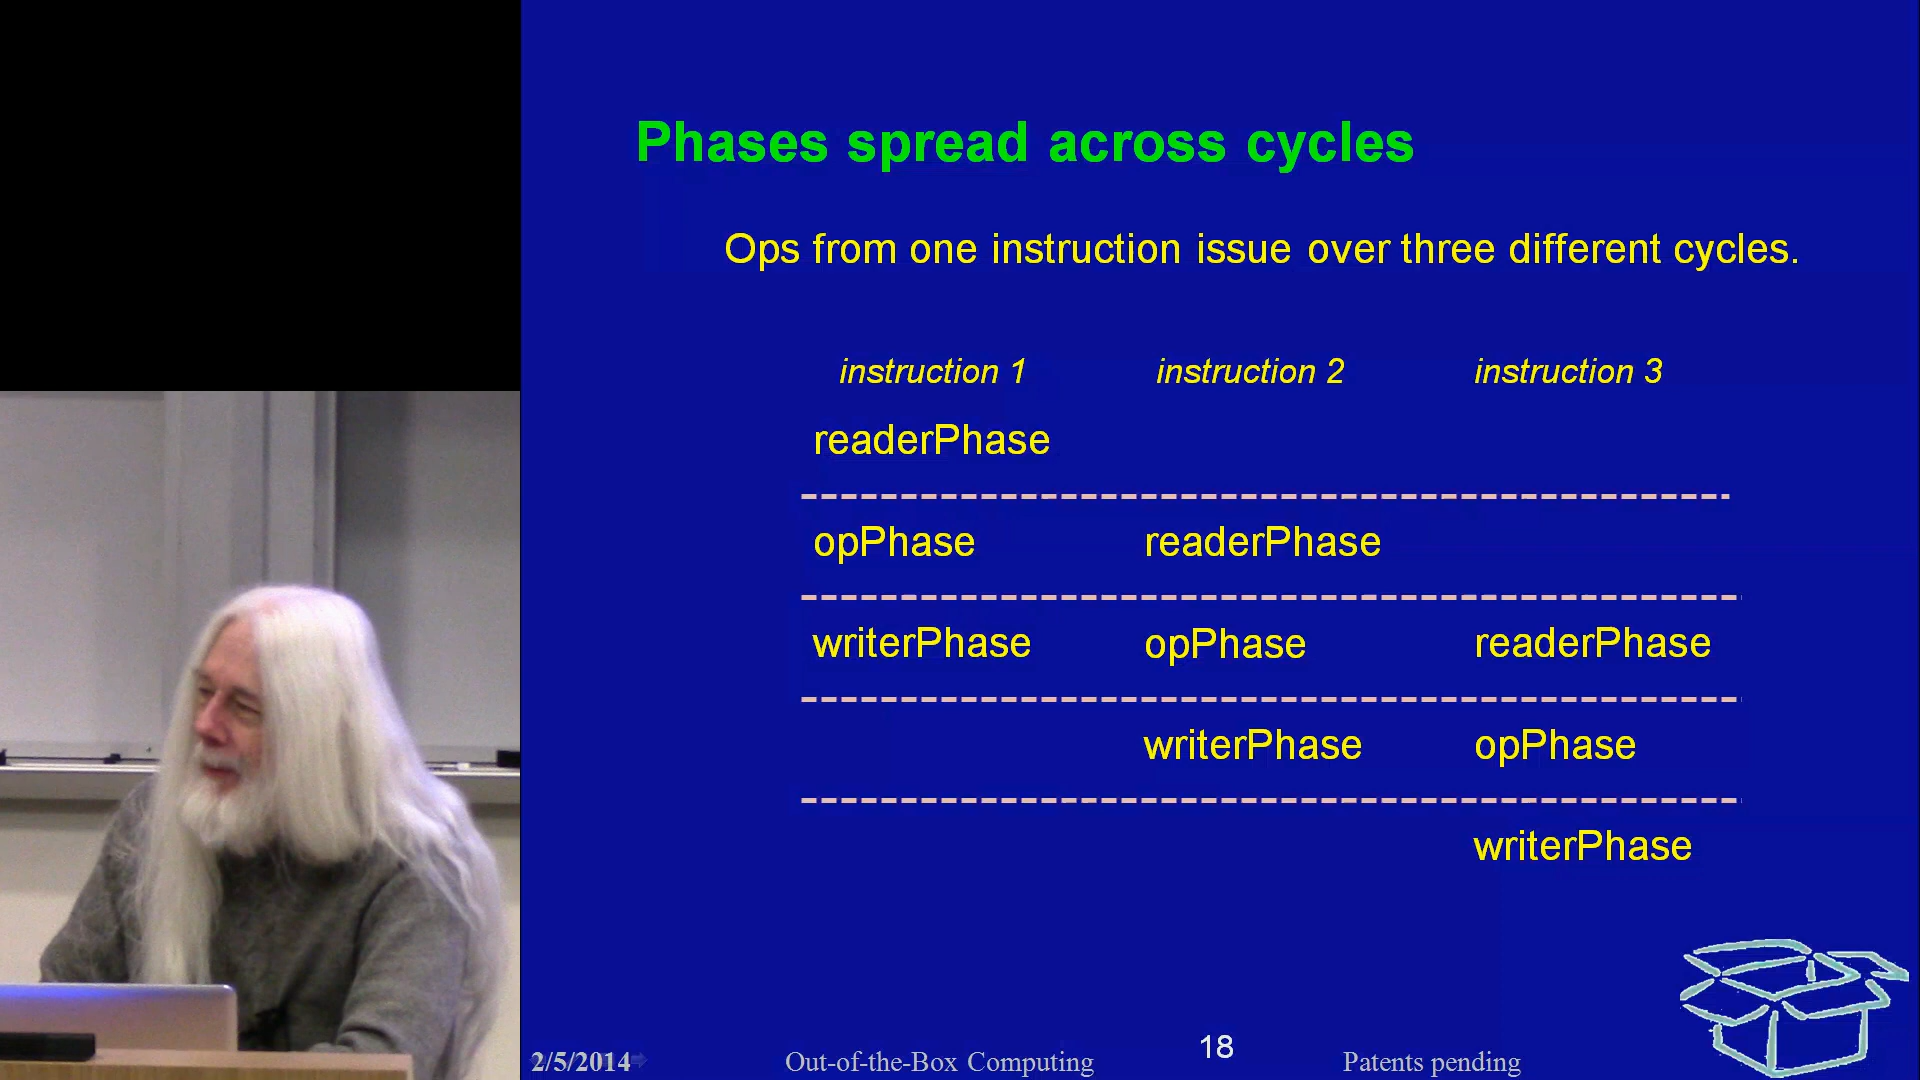 Phases spread across cycles
Ops from one instruction issue over three different cycles.
instruction 1 instruction 2 instruction 3
readerPhase
opPhase readerPhase
writerPhase opPhase readerPhase
writerPhase opPhase
writerPhase
2/5/2014 Out-of-the-Box Computing 18 Patents pending